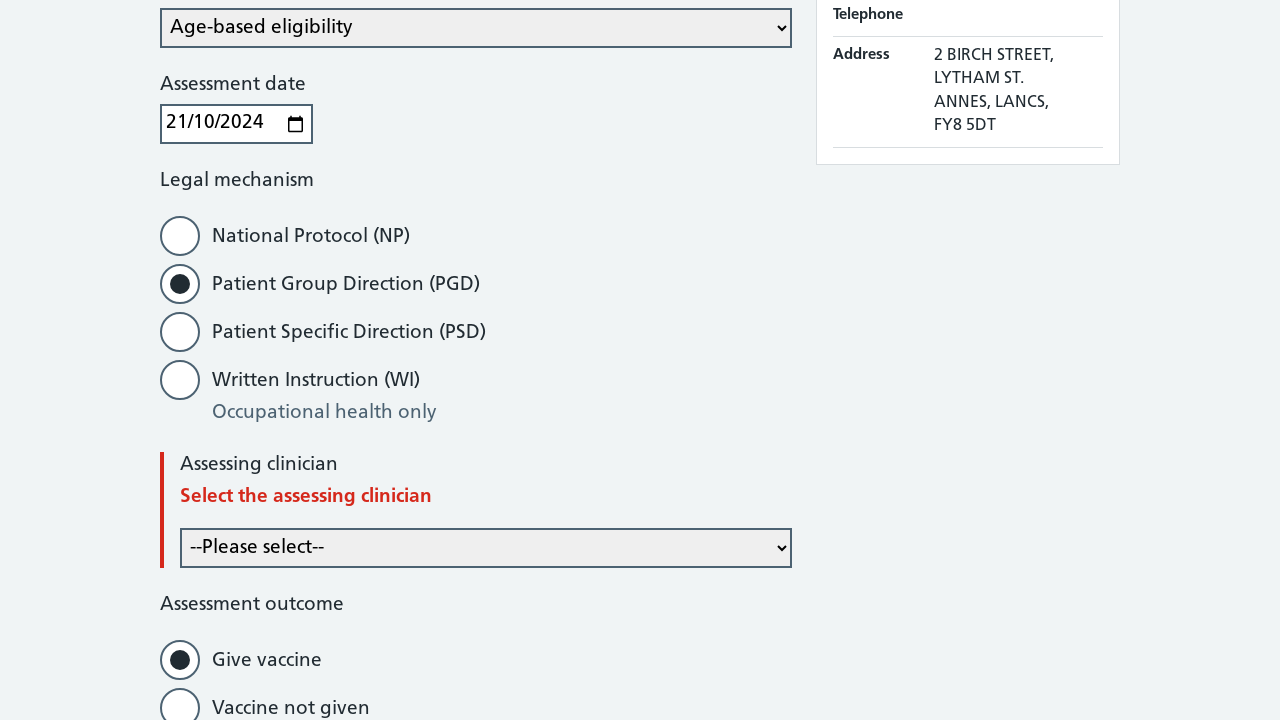 Age-based eligibility
Assessment date
21/10/2024
Legal mechanism
National Protocol (NP)
Patient Group Direction (PGD)
Patient Specific Direction (PSD)
Written Instruction (WI)
Occupational health only
Assessing clinician
Select the assessing clinician
--Please select--
Assessment outcome
Give vaccine
Vaccine not given
Telephone
Address
2 BIRCH STREET,
LYTHAM ST.
ANNES, LANCS,
FY8 5DT